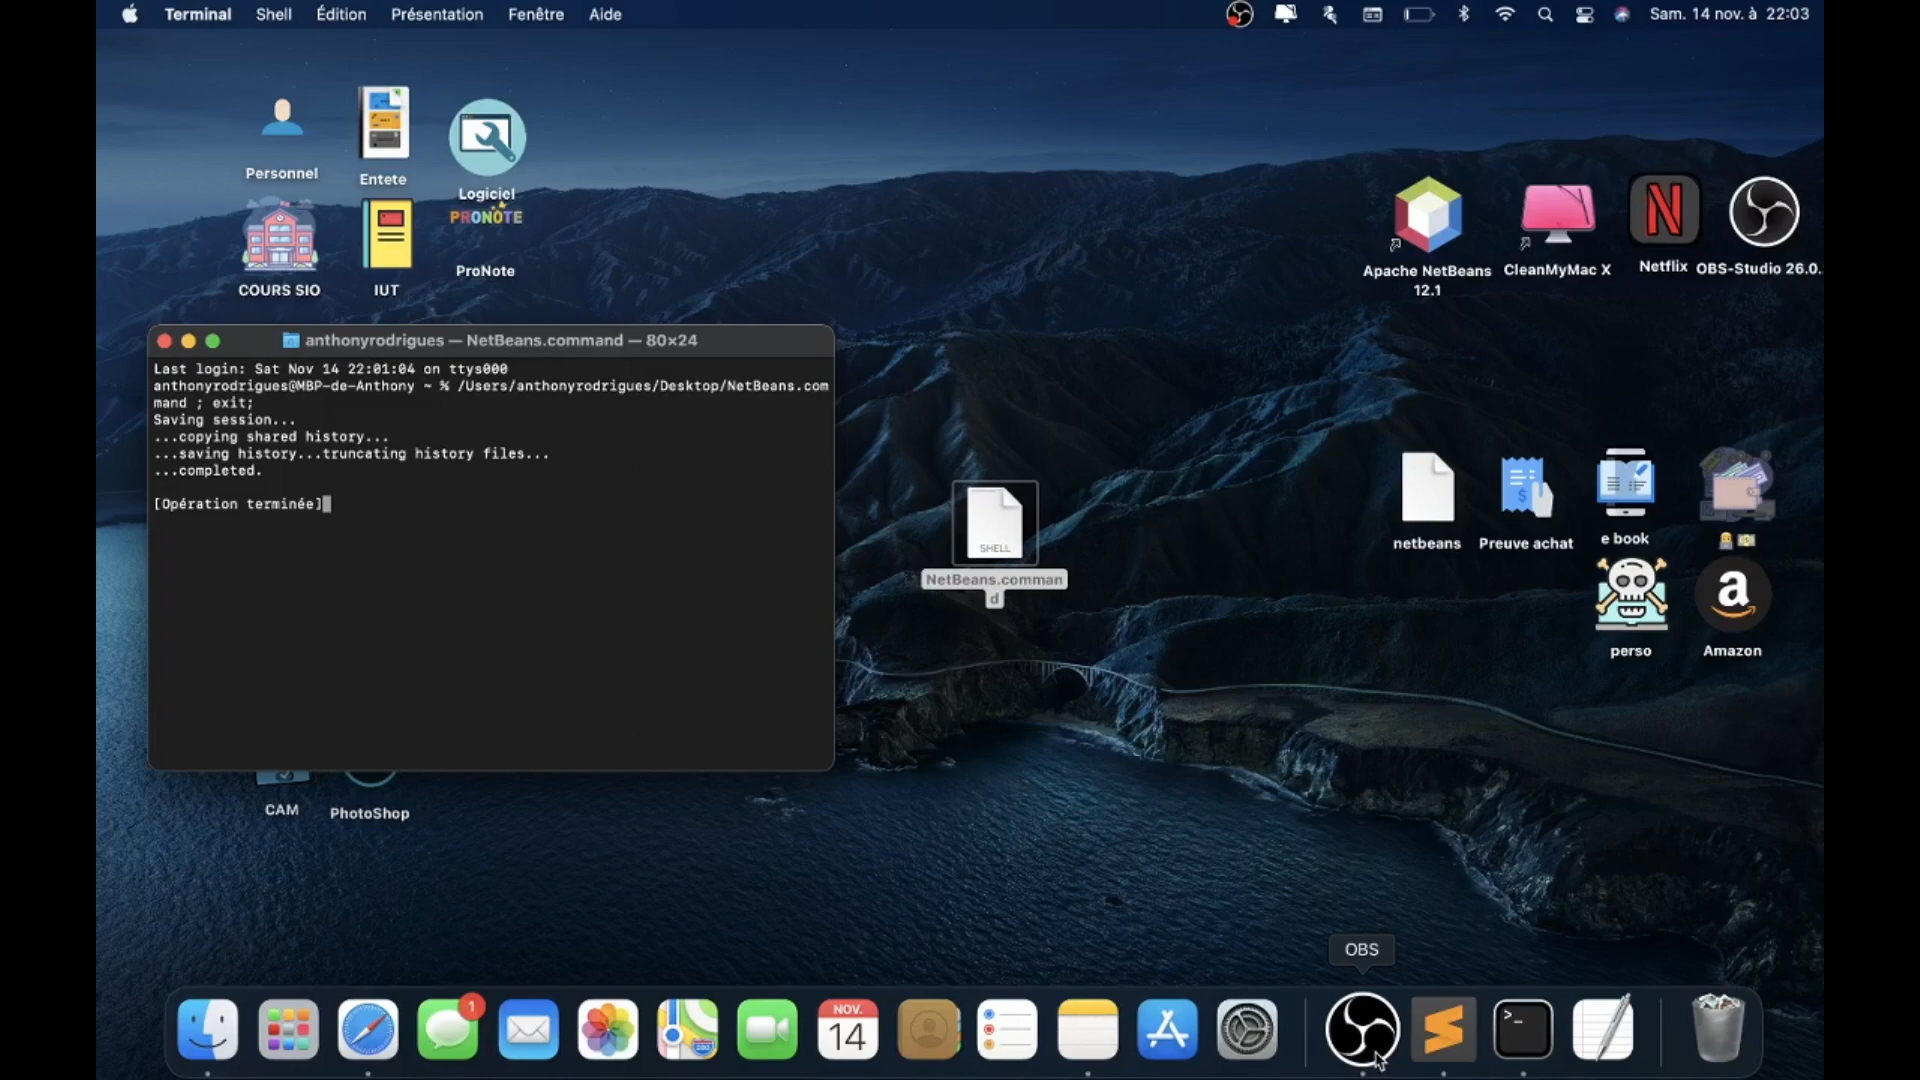 Terminal Shell Édition Présentation Fenêtre Aide Sam. 14 nov. à 22:03
Personnel
Entete
Logiciel
PRONOTE
ProNote
COURS SIO
IUT
Apache NetBeans
12.1
CleanMyMac X
Netflix
OBS-Studio 26.0.
anthonyrodrigues — NetBeans.command — 80×24
Last login: Sat Nov 14 22:01:04 on ttys000
anthonyrodrigues@MBP-de-Anthony ~ % /Users/anthonyrodrigues/Desktop/NetBeans.com
mand ; exit;
Saving session...
...copying shared history...
...saving history...truncating history files...
...completed.
[Opération terminée]
SHELL
NetBeans.comman
d
netbeans
Preuve achat
e book
perso
Amazon
CAM
PhotoShop
OBS
1
NOV.
14
280